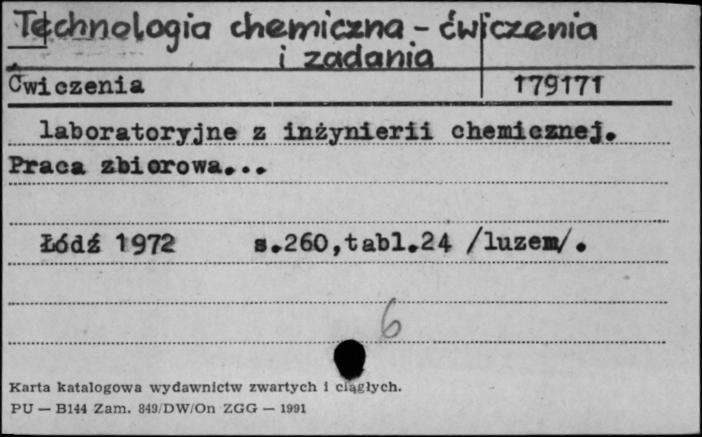 Technologia chemiczna - ćwiczenia
i zadania
Ćwiczenia 179171
laboratoryjne z inżynierii chemicznej.
Praca zbiorowa...
Łódź 1972 s.260,tabl.24 /luzem/.
6
Karta katalogowa wydawnictw zwartych i ciągłych.
PU — B144 Zam. 849/DW/On ZGG — 1991